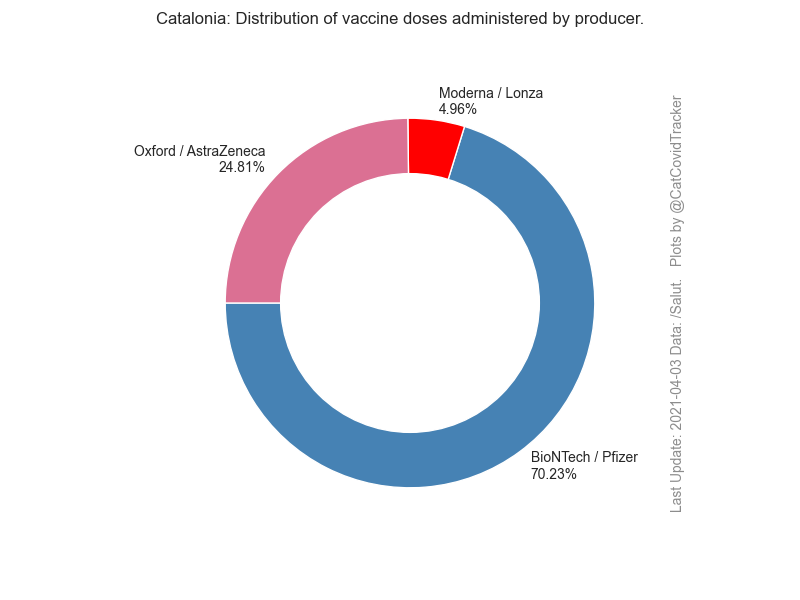 Catalonia: Distribution of vaccine doses administered by producer.
Moderna / Lonza
4.96%
Oxford / AstraZeneca
24.81%
BioNTech / Pfizer
70.23%
Last Update: 2021-04-03 Data: /Salut.   Plots by @CatCovidTracker